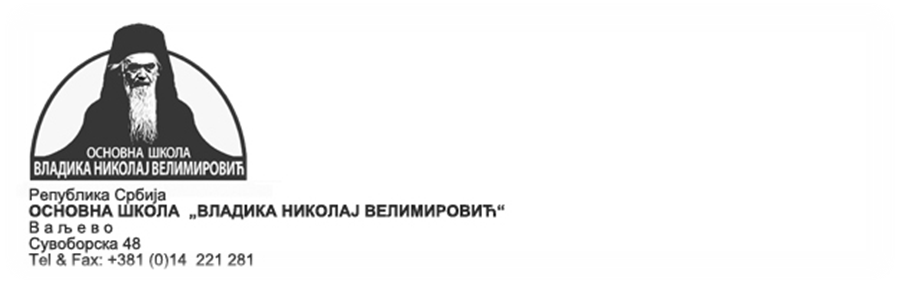 ОСНОВНА ШКОЛА
ВЛАДИКА НИКОЛАЈ ВЕЛИМИРОВИЋ
Република Србија
ОСНОВНА ШКОЛА „ВЛАДИКА НИКОЛАЈ ВЕЛИМИРОВИЋ“
В а љ е в о
Сувоборска 48
Tel & Fax: +381 (0)14 221 281